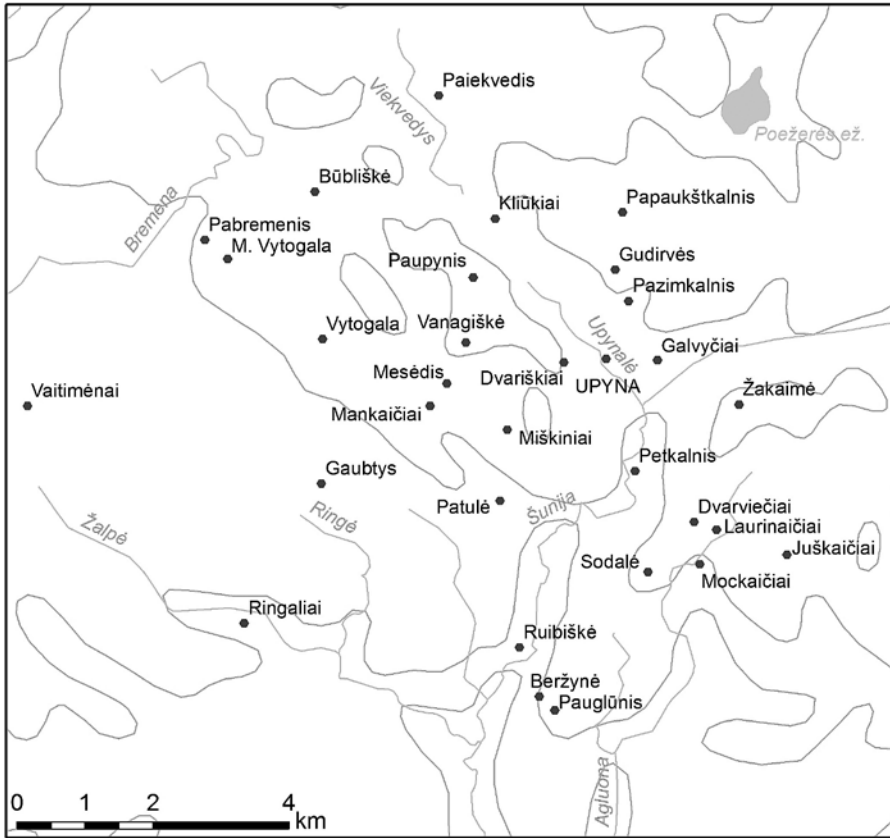 Paiekvedis
Viekvedys
Poežerės ež.
Būbliškė
Kliūkiai
Papaukštkalnis
Bremena
Pabremenis
M. Vytogala
Paupynis
Gudirvės
Pazimkalnis
Vytogala
Vanagiškė
Upynalė
Galvyčiai
Mesėdis
Dvariškiai
UPYNA
Vaitimėnai
Žakaimė
Mankaičiai
Miškiniai
Petkalnis
Gaubtys
Patulė
Šunija
Ringė
Žalpė
Dvarviečiai
Laurinaičiai
Juškaičiai
Sodalė
Mockaičiai
Ringaliai
Ruibiškė
Beržynė
Pauglūnis
Agluona
0 1 2 4
km